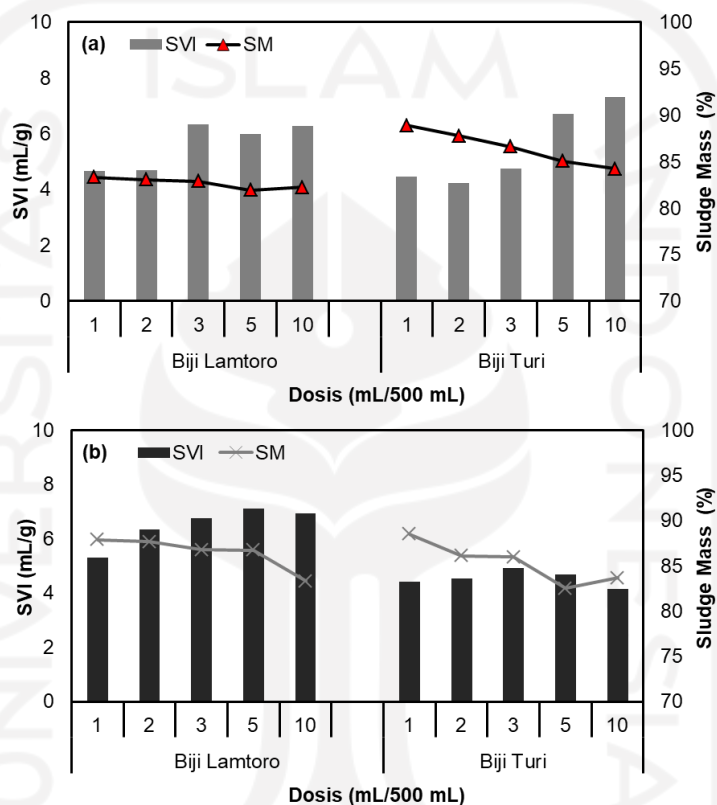 (a) SVI SM
10
8
6
4
2
0
SVI (mL/g)
100
95
90
85
80
75
70
Sludge Mass (%)
1 2 3 5 10 1 2 3 5 10
Biji Lamtoro Biji Turi
Dosis (mL/500 mL)
(b) SVI SM
10
8
6
4
2
0
SVI (mL/g)
100
95
90
85
80
75
70
Sludge Mass (%)
1 2 3 5 10 1 2 3 5 10
Biji Lamtoro Biji Turi
Dosis (mL/500 mL)
ISLAM
UNIVERSITAS
INDONESIA